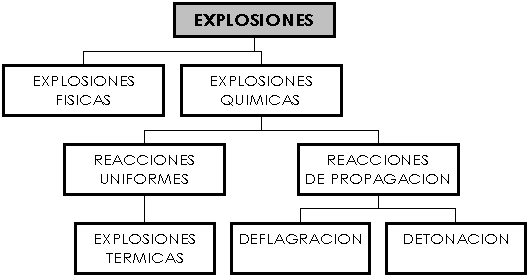 EXPLOSIONES
EXPLOSIONES
FISICAS
EXPLOSIONES
QUIMICAS
REACCIONES
UNIFORMES
REACCIONES
DE PROPAGACION
EXPLOSIONES
TERMICAS
DEFLAGRACION
DETONACION